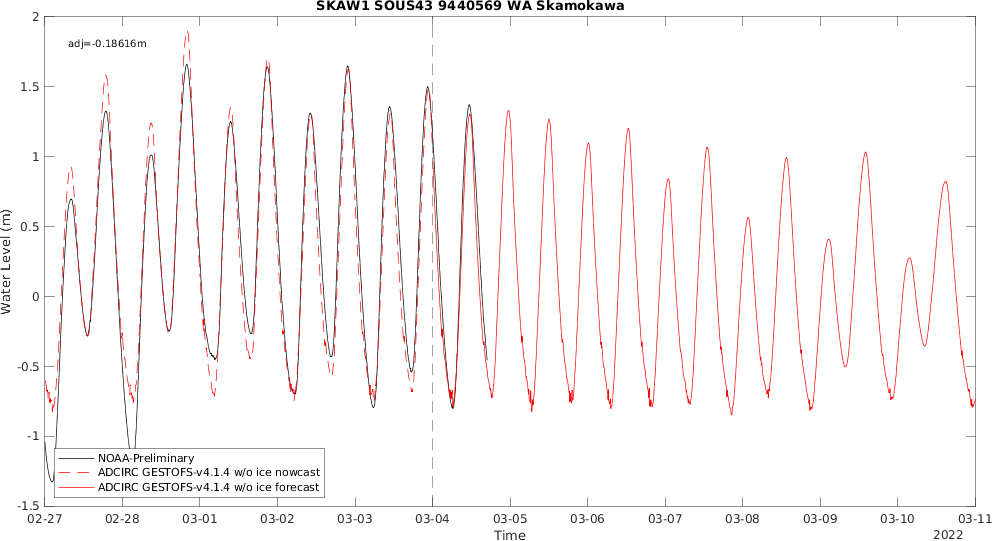 SKAW1 SOUS43 9440569 WA Skamokawa
adj=-0.18616m
2
1.5
1
0.5
0
-0.5
-1
-1.5
Water Level (m)
NOAA-Preliminary
ADCIRC GESTOFS-v4.1.4 w/o ice nowcast
ADCIRC GESTOFS-v4.1.4 w/o ice forecast
02-27 02-28 03-01 03-02 03-03 03-04 03-05 03-06 03-07 03-08 03-09 03-10 03-11
Time
2022